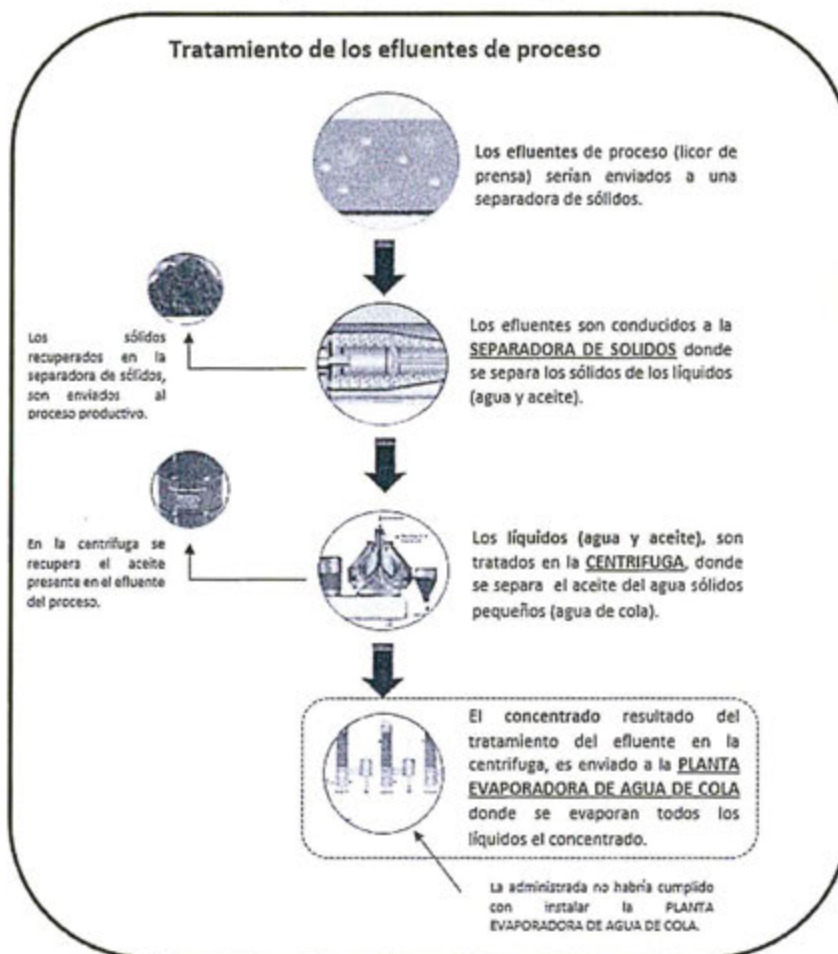 Tratamiento de los efluentes de proceso
Los efluentes de proceso (licor de
prensa) serían enviados a una
separadora de sólidos.
Los sólidos
recuperados en la
separadora de sólidos,
son enviados al
proceso productivo.
Los efluentes son conducidos a la
SEPARADORA DE SOLIDOS donde
se separa los sólidos de los líquidos
(agua y aceite).
En la centrifuga se
recupera el aceite
presente en el efluente
del proceso.
Los líquidos (agua y aceite), son
tratados en la CENTRIFUGA, donde
se separa el aceite del agua sólidos
pequeños (agua de cola).
El concentrado resultado del
tratamiento del efluente en la
centrifuga, es enviado a la PLANTA
EVAPORADORA DE AGUA DE COLA
donde se evaporan todos los
líquidos el concentrado.
La administrada no habría cumplido
con instalar la PLANTA
EVAPORADORA DE AGUA DE COLA.